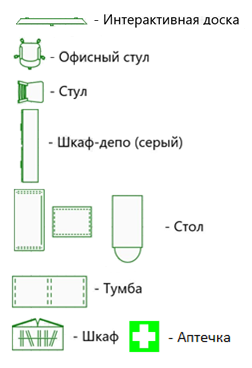 - Интерактивная доска
- Офисный стул
- Стул
- Шкаф-депо (серый)
- Стол
- Тумба
- Шкаф
- Аптечка